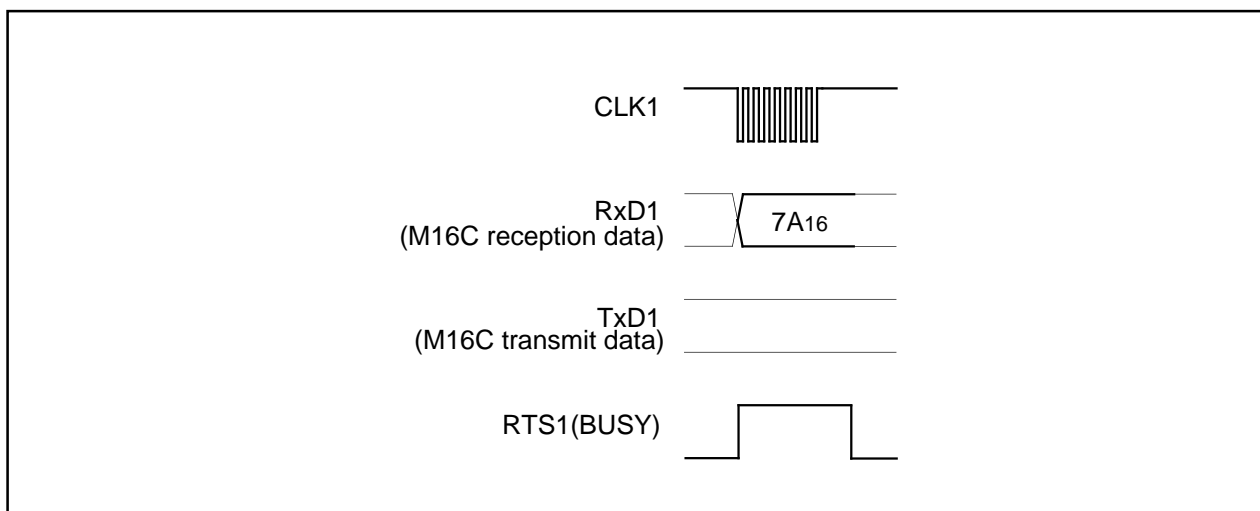 CLK1
RxD1
(M16C reception data)
7A16
TxD1
(M16C transmit data)
RTS1(BUSY)